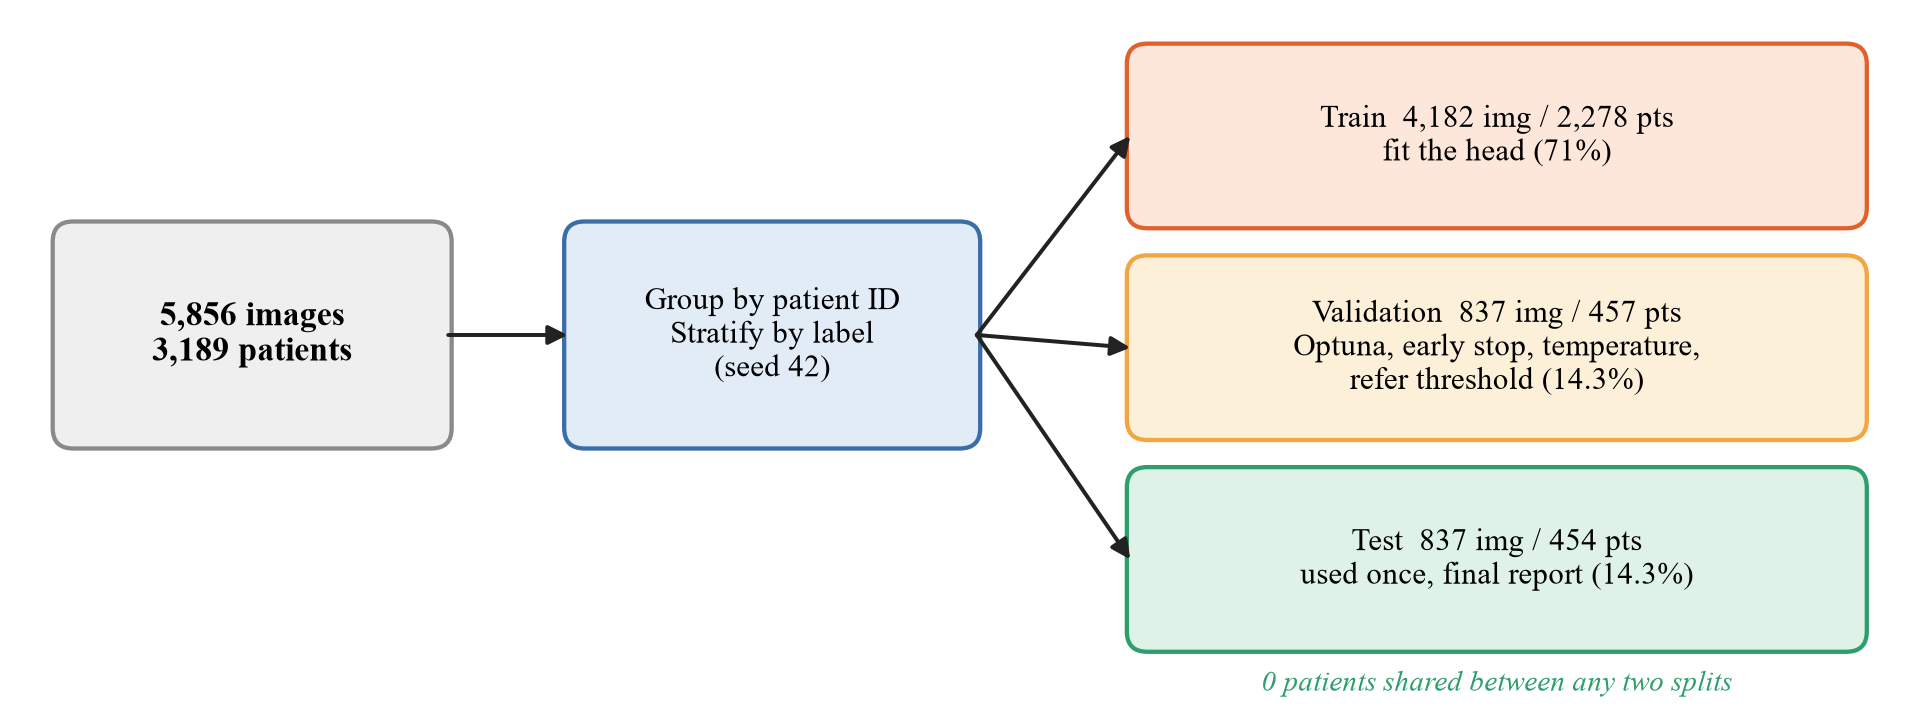 5,856 images
3,189 patients
Group by patient ID
Stratify by label
(seed 42)
Train  4,182 img / 2,278 pts
fit the head (71%)
Validation  837 img / 457 pts
Optuna, early stop, temperature,
refer threshold (14.3%)
Test  837 img / 454 pts
used once, final report (14.3%)
0 patients shared between any two splits